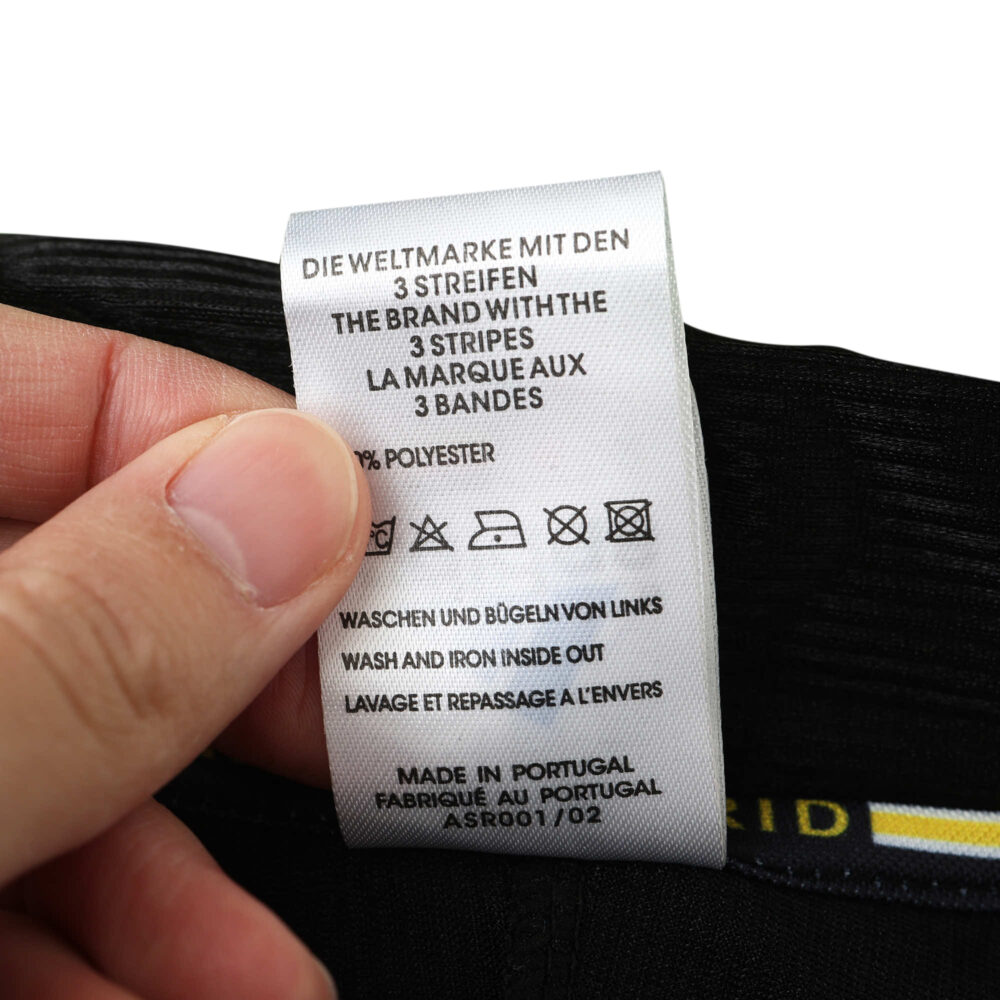 DIE WELTMARKE MIT DEN
3 STREIFEN
THE BRAND WITH THE
3 STRIPES
LA MARQUE AUX
3 BANDES
0% POLYESTER
°C
WASCHEN UND BÜGELN VON LINKS
WASH AND IRON INSIDE OUT
LAVAGE ET REPASSAGE A L'ENVERS
MADE IN PORTUGAL
FABRIQUÉ AU PORTUGAL
ASR001/02
RID